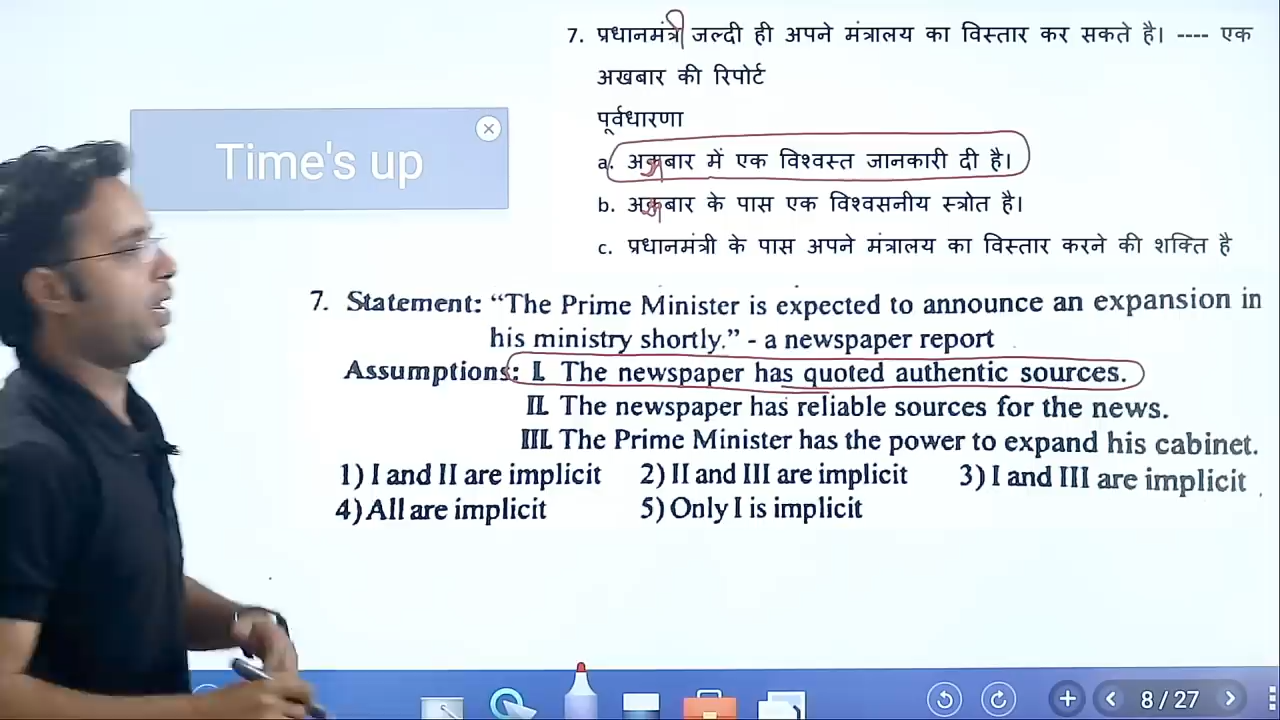 7. प्रधानमंत्री जल्दी ही अपने मंत्रालय का विस्तार कर सकते है। ---- एक
अखबार की रिपोर्ट
पूर्वधारणा
a. अखबार में एक विश्वस्त जानकारी दी है।
b. अखबार के पास एक विश्वसनीय स्त्रोत है।
c. प्रधानमंत्री के पास अपने मंत्रालय का विस्तार करने की शक्ति है
Time's up
7. Statement: “The Prime Minister is expected to announce an expansion in
his ministry shortly.” - a newspaper report
Assumptions: I. The newspaper has quoted authentic sources.
II. The newspaper has reliable sources for the news.
III. The Prime Minister has the power to expand his cabinet.
1) I and II are implicit 2) II and III are implicit 3) I and III are implicit
4) All are implicit 5) Only I is implicit
8 / 27